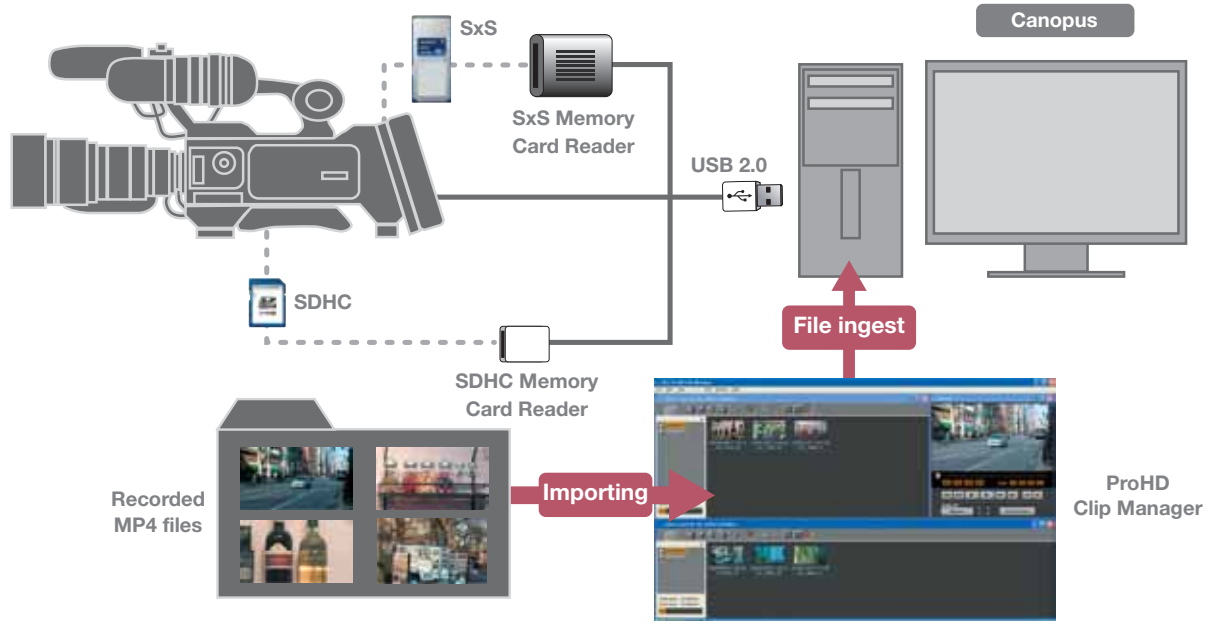 Canopus
SxS
SxS Memory
Card Reader
USB 2.0
SDHC
File ingest
SDHC Memory
Card Reader
Recorded
MP4 files
Importing
ProHD
Clip Manager